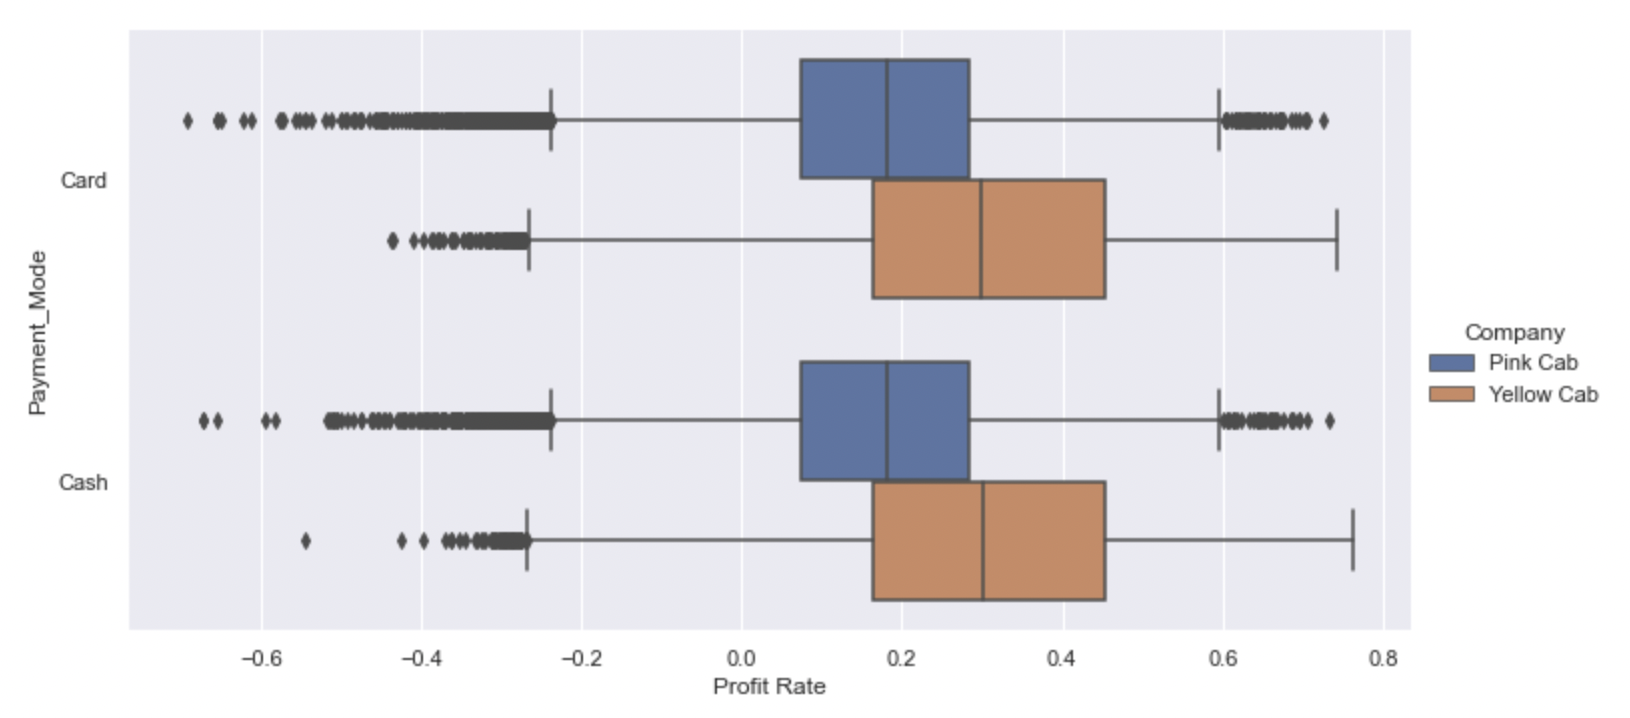 Card
Cash
Payment_Mode
−0.6 −0.4 −0.2 0.0 0.2 0.4 0.6 0.8
Profit Rate
Company
Pink Cab
Yellow Cab